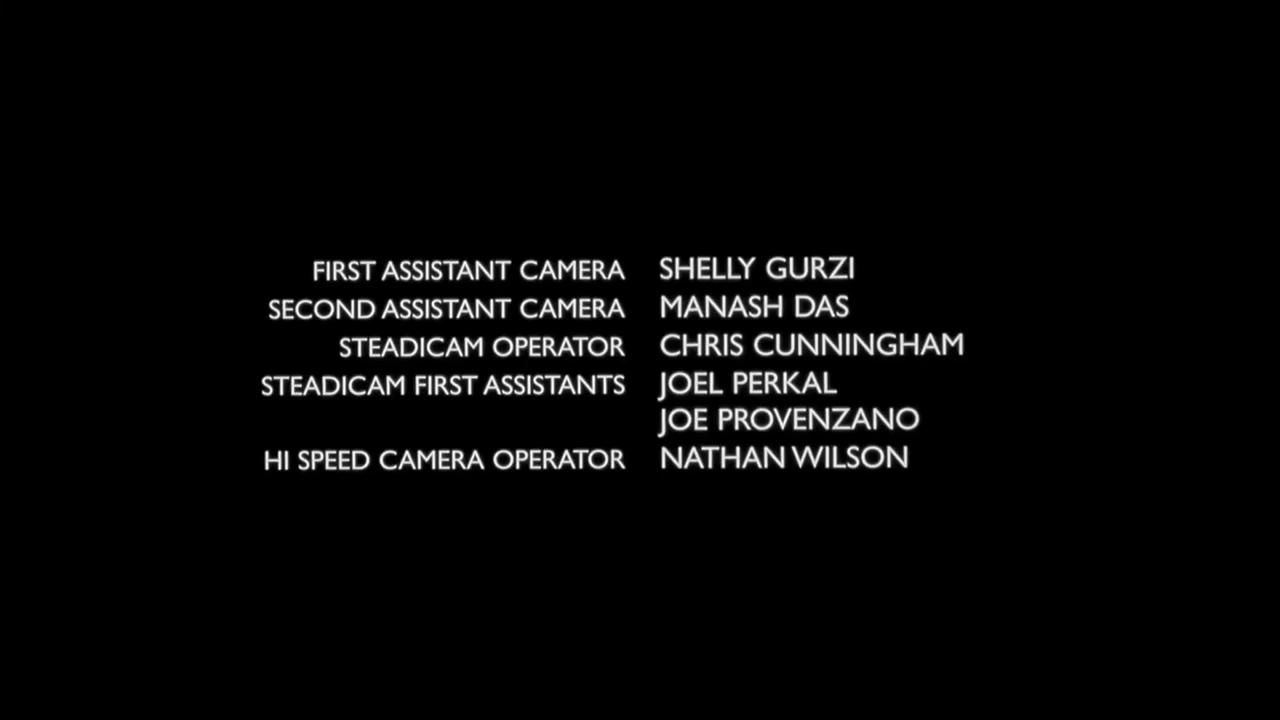 FIRST ASSISTANT CAMERA SHELLY GURZI
SECOND ASSISTANT CAMERA MANASH DAS
STEADICAM OPERATOR CHRIS CUNNINGHAM
STEADICAM FIRST ASSISTANTS JOEL PERKAL
JOE PROVENZANO
HI SPEED CAMERA OPERATOR NATHAN WILSON